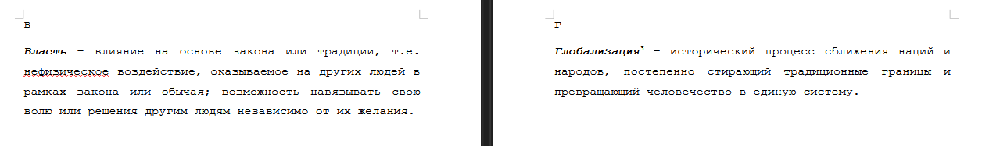 В
Власть – влияние на основе закона или традиции, т.е.
нефизическое воздействие, оказываемое на других людей в
рамках закона или обычая; возможность навязывать свою
волю или решения другим людям независимо от их желания.
Г
Глобализация³ – исторический процесс сближения наций и
народов, постепенно стирающий традиционные границы и
превращающий человечество в единую систему.